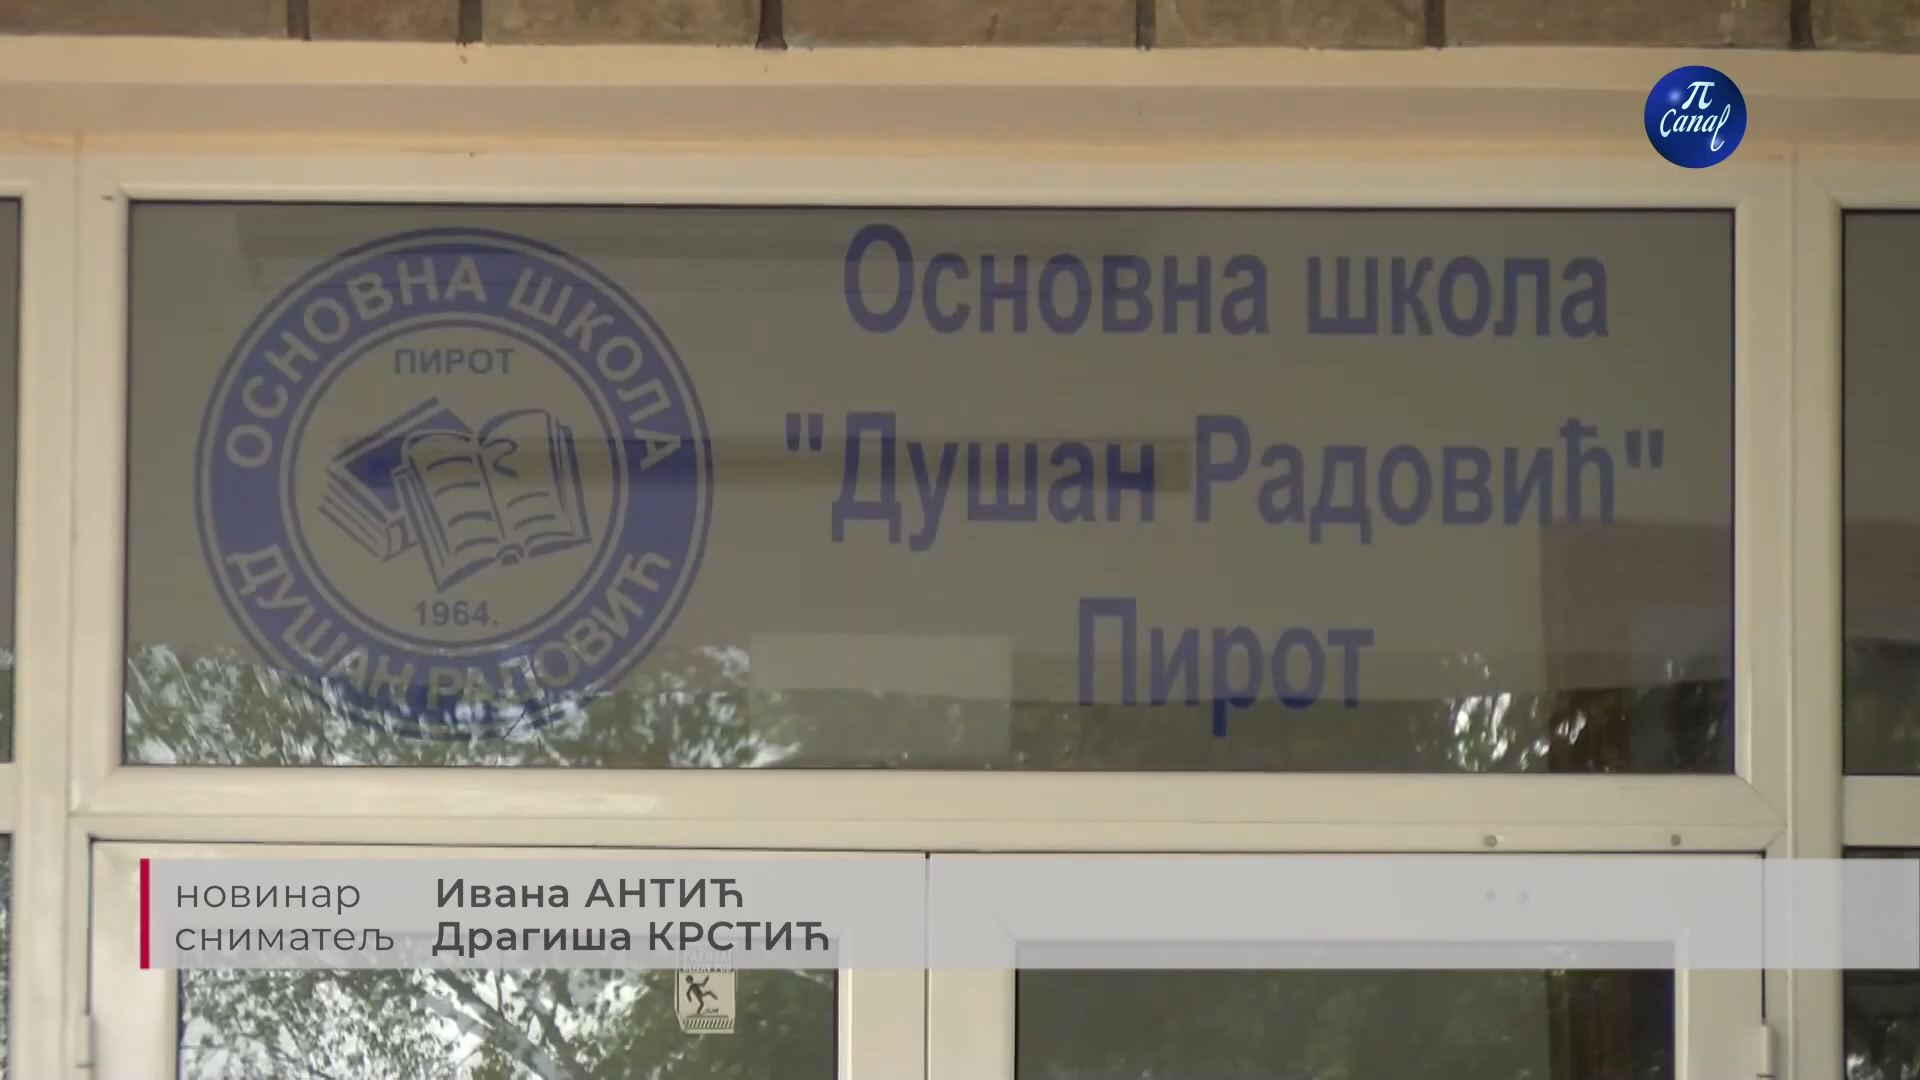 π
Canal
ОСНОВНА ШКОЛА
ПИРОТ
1964.
ДУШАН РАДОВИЋ
Основна школа
"Душан Радовић"
Пирот
новинар Ивана АНТИЋ
сниматељ Драгиша КРСТИЋ